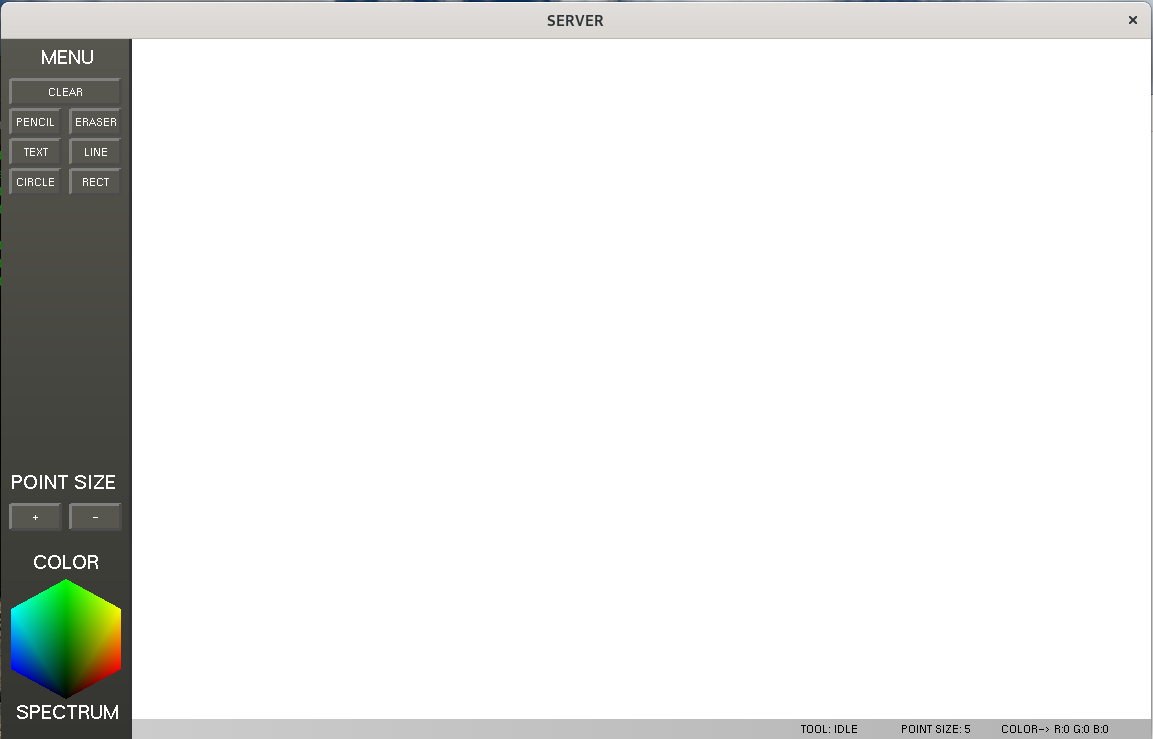 SERVER
MENU
CLEAR
PENCIL ERASER
TEXT LINE
CIRCLE RECT
POINT SIZE
+ -
COLOR
SPECTRUM
TOOL: IDLE POINT SIZE: 5 COLOR-> R:0 G:0 B:0